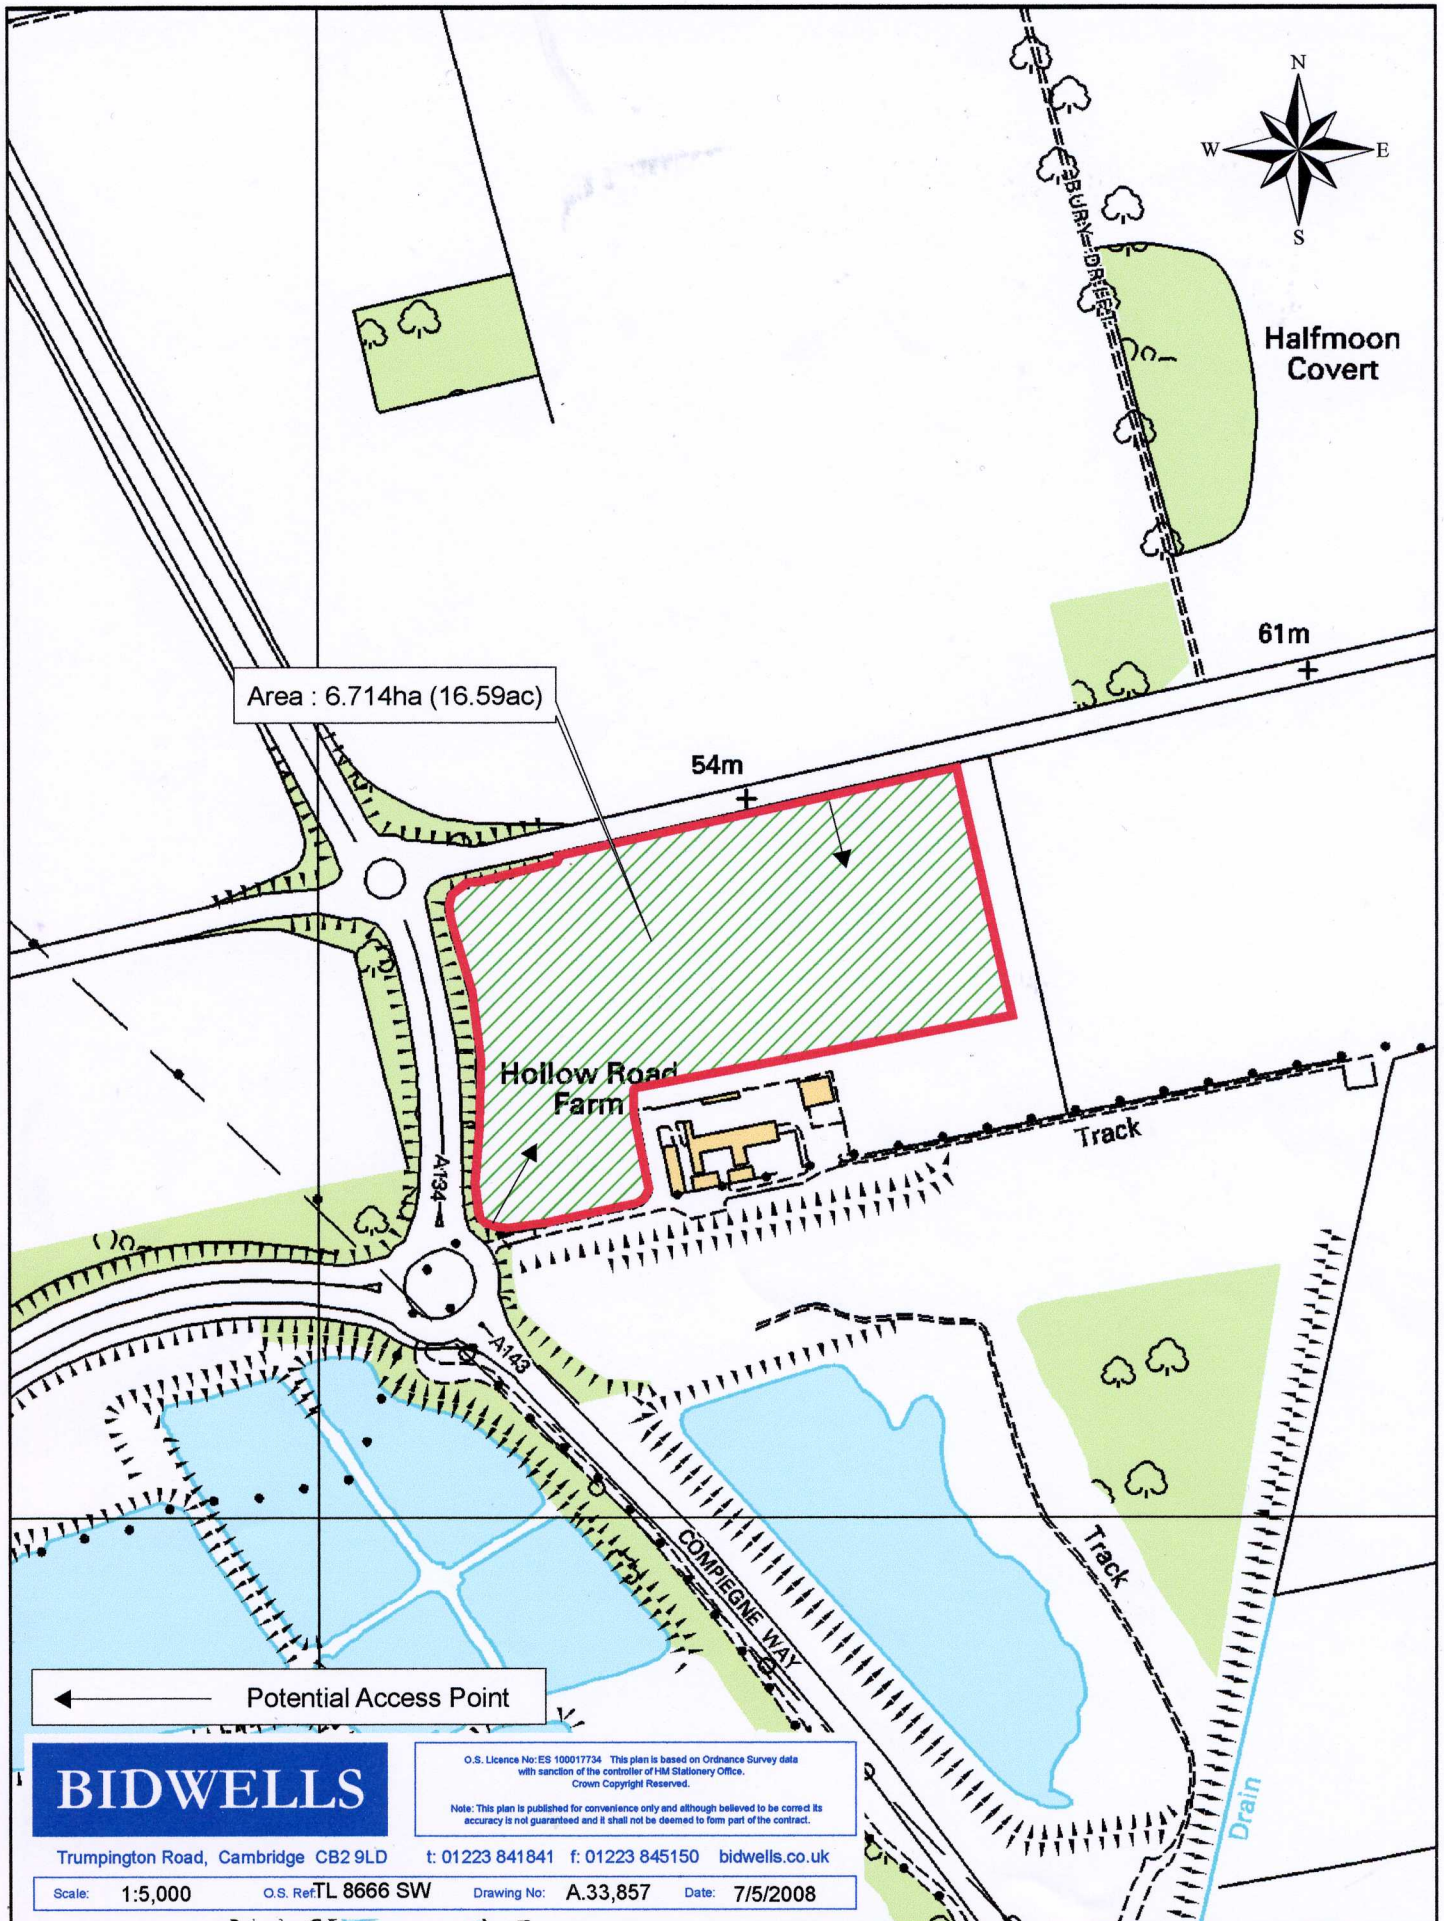 N
W E
S
BURY DRIFT
Halfmoon
Covert
61m
Area : 6.714ha (16.59ac)
54m
Hollow Road
Farm
Track
A134
A143
COMPIEGNE WAY
Track
Drain
Potential Access Point
BIDWELLS
O.S. Licence No: ES 100017734 This plan is based on Ordnance Survey data
with sanction of the controller of HM Stationery Office.
Crown Copyright Reserved.
Note: This plan is published for convenience only and although believed to be correct its
accuracy is not guaranteed and it shall not be deemed to form part of the contract.
Trumpington Road, Cambridge CB2 9LD t: 01223 841841 f: 01223 845150 bidwells.co.uk
Scale: 1:5,000 O.S. Ref: TL 8666 SW Drawing No: A.33,857 Date: 7/5/2008